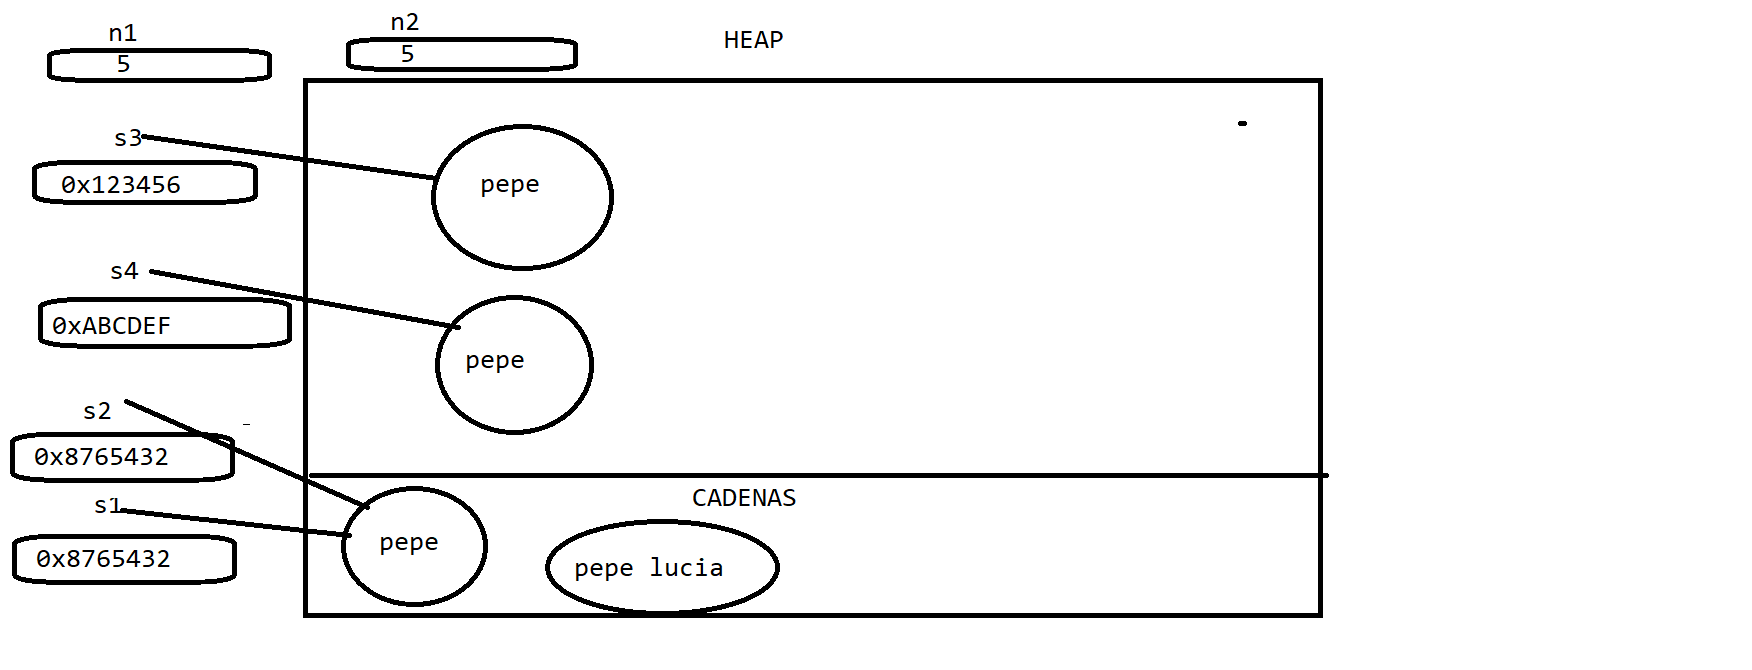 n1
n2
HEAP
5
5
s3
0x123456
pepe
s4
0xABCDEF
pepe
s2
0x8765432
CADENAS
s1
pepe
0x8765432
pepe lucia